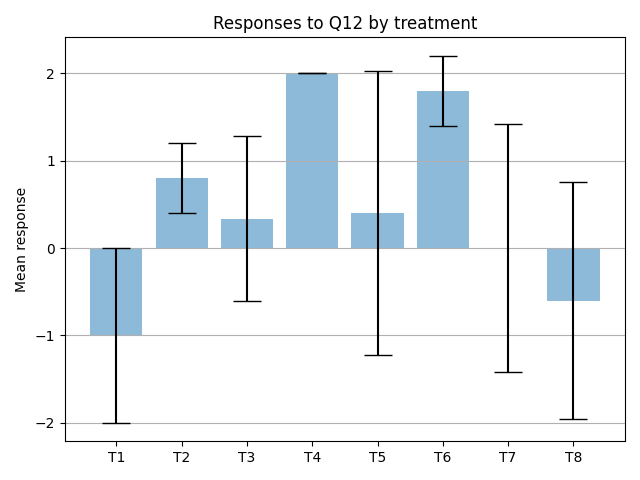 Responses to Q12 by treatment
Mean response
2
1
0
−1
−2
T1 T2 T3 T4 T5 T6 T7 T8